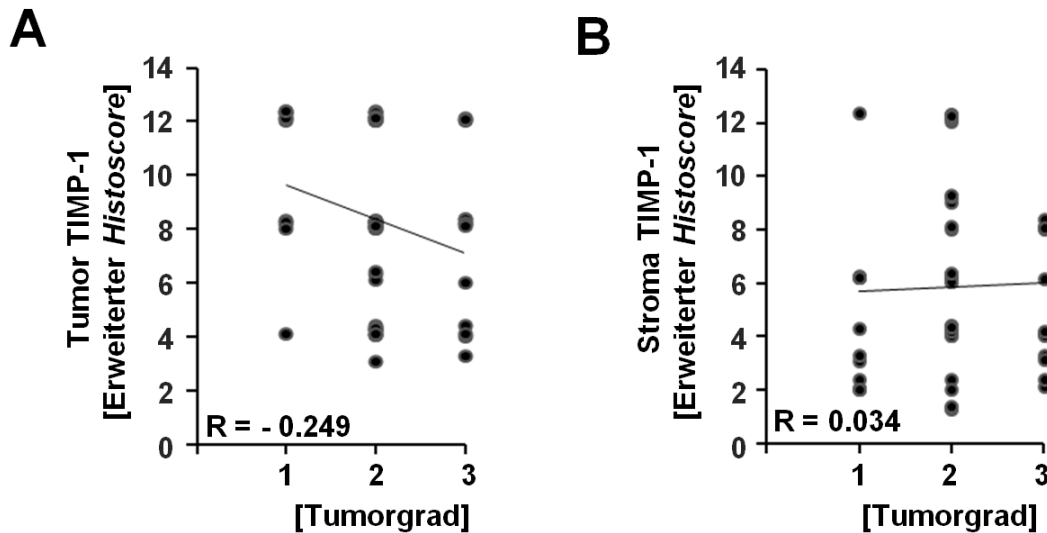 A
Tumor TIMP-1
[Erweiterter Histoscore]
14
12
10
8
6
4
2
0
R = - 0.249
1 2 3
[Tumorgrad]
B
Stroma TIMP-1
[Erweiterter Histoscore]
14
12
10
8
6
4
2
0
R = 0.034
1 2 3
[Tumorgrad]